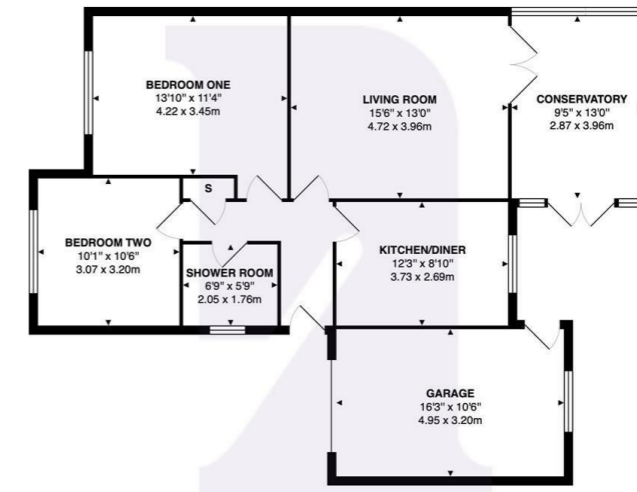 BEDROOM ONE
13'10" x 11'4"
4.22 x 3.45m
LIVING ROOM
15'6" x 13'0"
4.72 x 3.96m
CONSERVATORY
9'5" x 13'0"
2.87 x 3.96m
S
BEDROOM TWO
10'1" x 10'6"
3.07 x 3.20m
SHOWER ROOM
6'9" x 5'9"
2.05 x 1.76m
KITCHEN/DINER
12'3" x 8'10"
3.73 x 2.69m
GARAGE
16'3" x 10'6"
4.95 x 3.20m